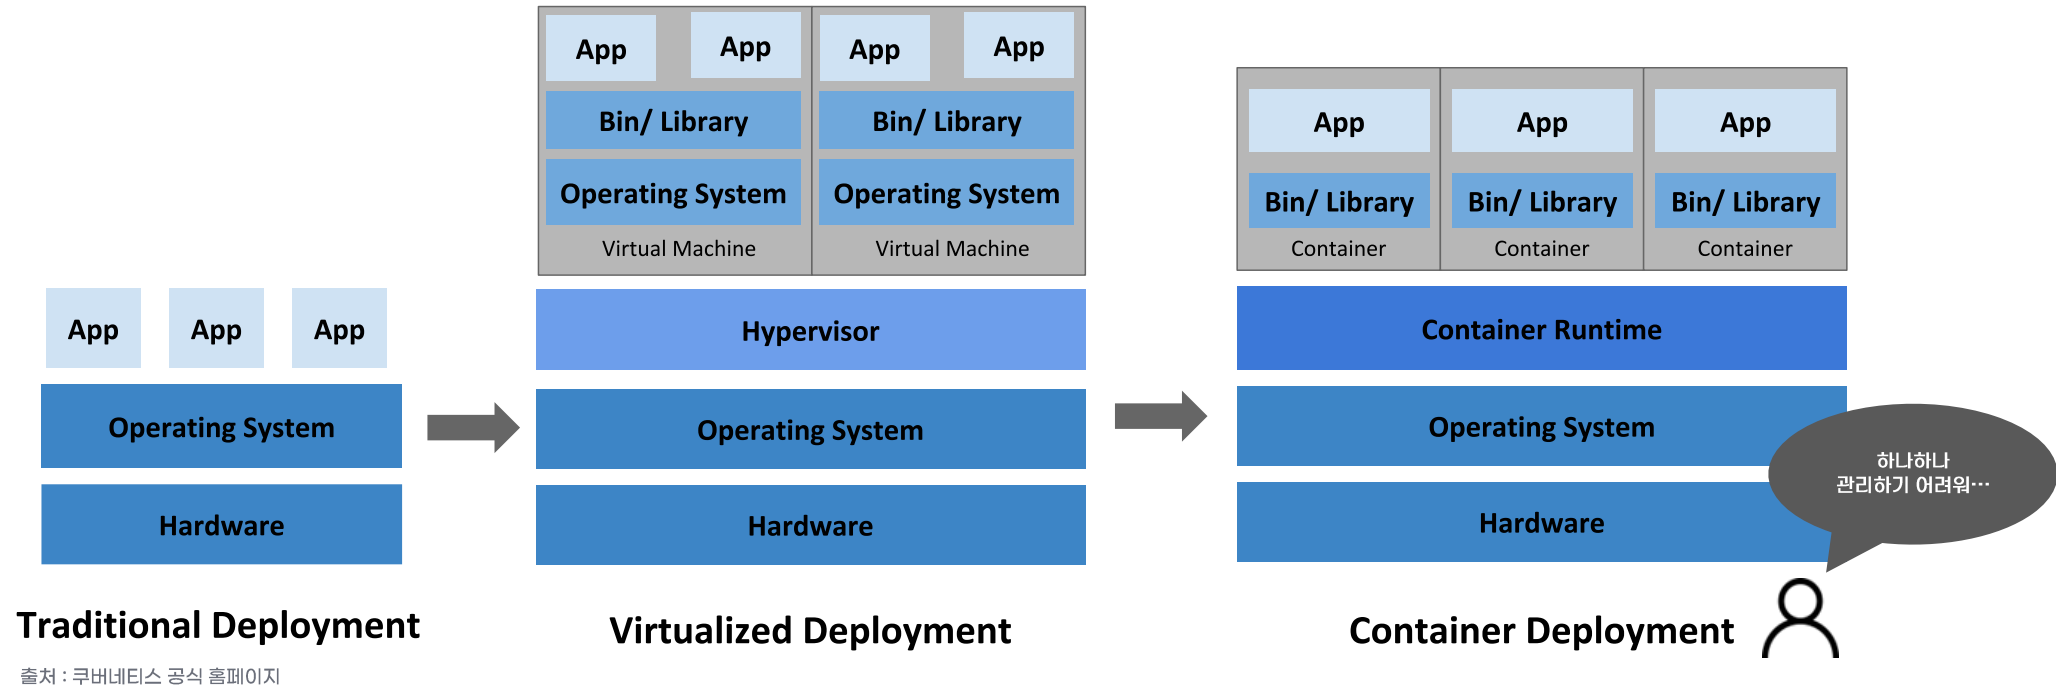 App
App
App
Operating System
Hardware
Traditional Deployment
App
App
App
App
Bin/ Library
Bin/ Library
Operating System
Operating System
Virtual Machine
Virtual Machine
Hypervisor
Operating System
Hardware
Virtualized Deployment
App
App
App
Bin/ Library
Bin/ Library
Bin/ Library
Container
Container
Container
Container Runtime
Operating System
Hardware
Container Deployment
하나하나
관리하기 어려워…
출처 : 쿠버네티스 공식 홈페이지